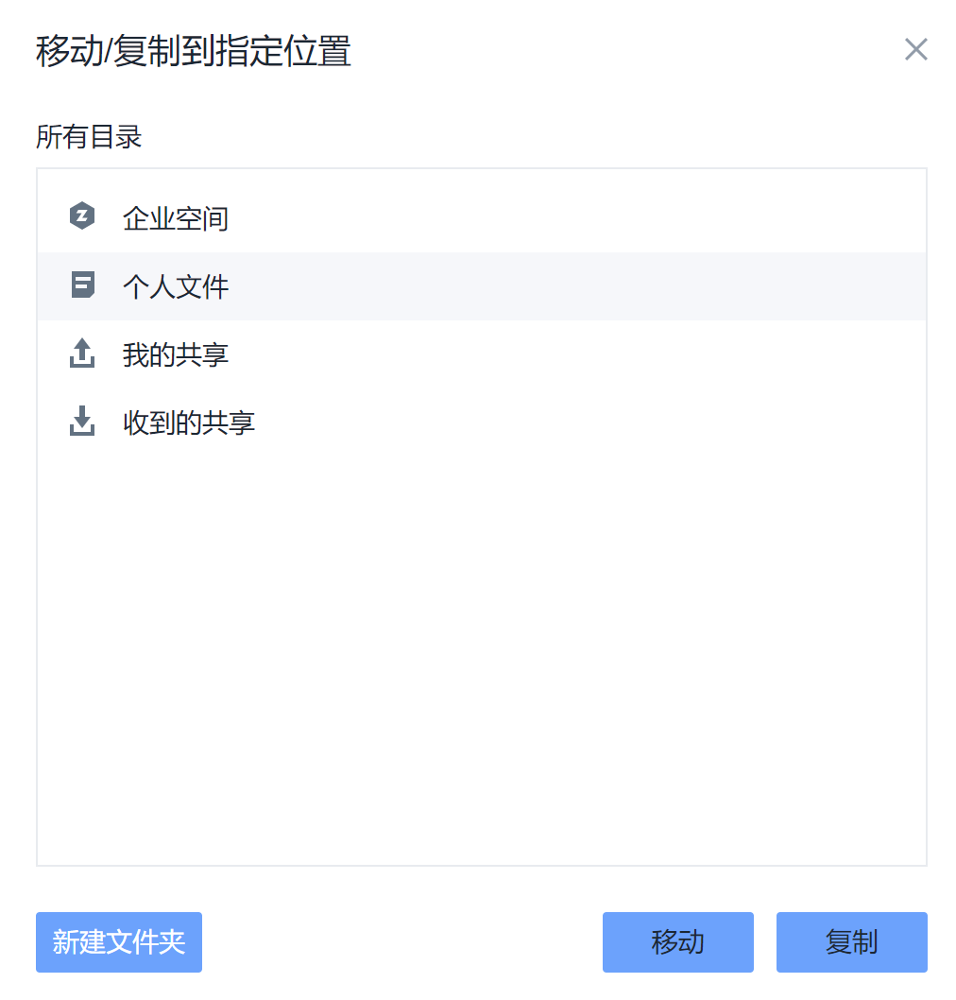 移动/复制到指定位置
所有目录
企业空间
个人文件
我的共享
收到的共享
新建文件夹
移动
复制